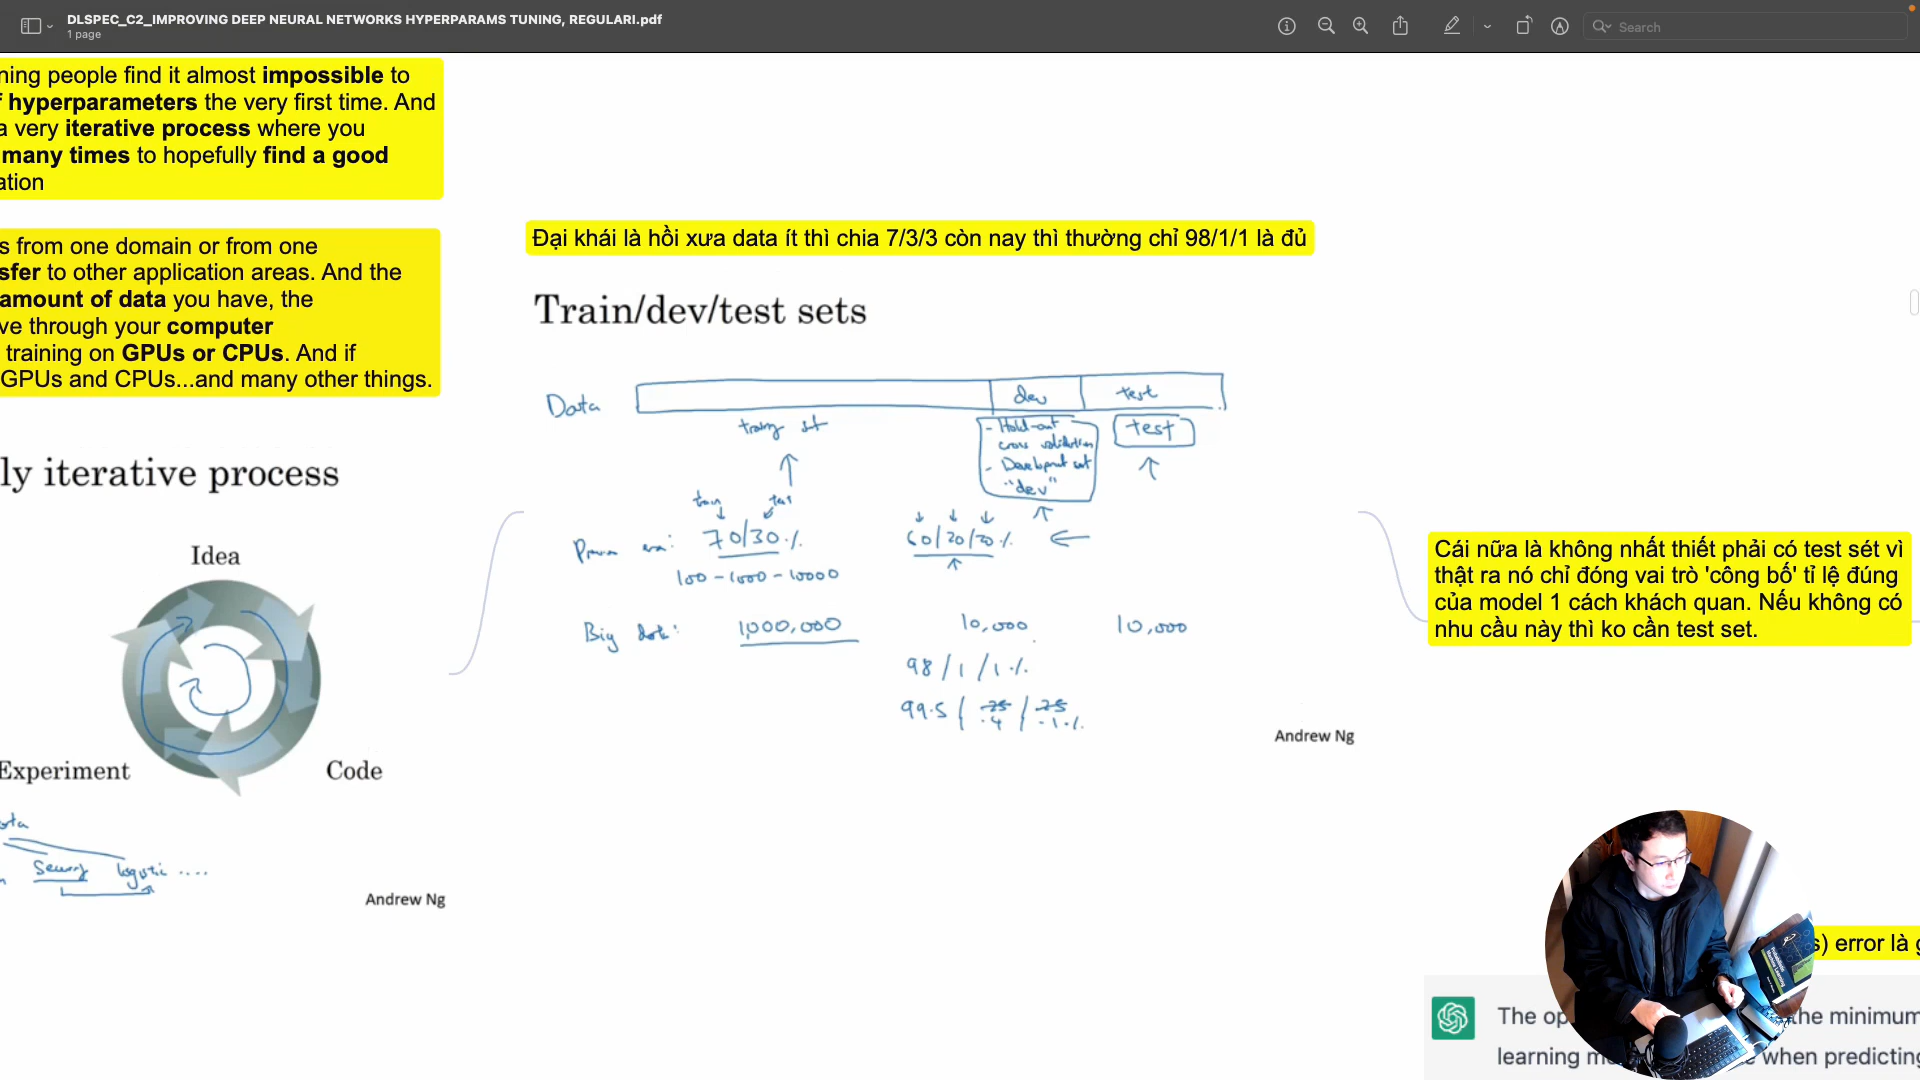 DLSPEC_C2_IMPROVING DEEP NEURAL NETWORKS HYPERPARAMS TUNING, REGULARI.pdf
1 page
Search
ning people find it almost impossible to
f hyperparameters the very first time. And
a very iterative process where you
many times to hopefully find a good
ation
s from one domain or from one
sfer to other application areas. And the
amount of data you have, the
ve through your computer
training on GPUs or CPUs. And if
GPUs and CPUs...and many other things.
ly iterative process
Idea
Experiment
Code
Andrew Ng
Đại khái là hồi xưa data ít thì chia 7/3/3 còn nay thì thường chỉ 98/1/1 là đủ
Train/dev/test sets
Data
dev
test
training set
- Hold-out
cross validation
- Development set
"dev"
test
train
test
70/30%
60/20/20%
100-1000-10000
Big data:
1,000,000
10,000
10,000
98/1/1%
99.5/
.4
/
.1%
Andrew Ng
Cái nữa là không nhất thiết phải có test sét vì
thật ra nó chỉ đóng vai trò 'công bố' tỉ lệ đúng
của model 1 cách khách quan. Nếu không có
nhu cầu này thì ko cần test set.
s) error là
The op
the minimum
learning m
when predicting